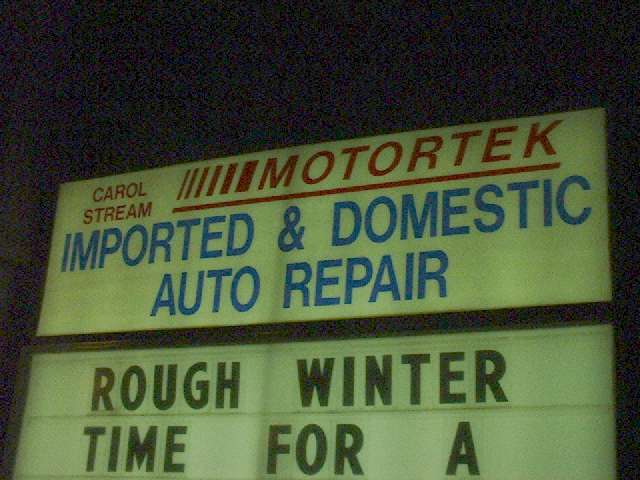 CAROL
STREAM
MOTORTEK
IMPORTED & DOMESTIC
AUTO REPAIR
ROUGH WINTER
TIME FOR A